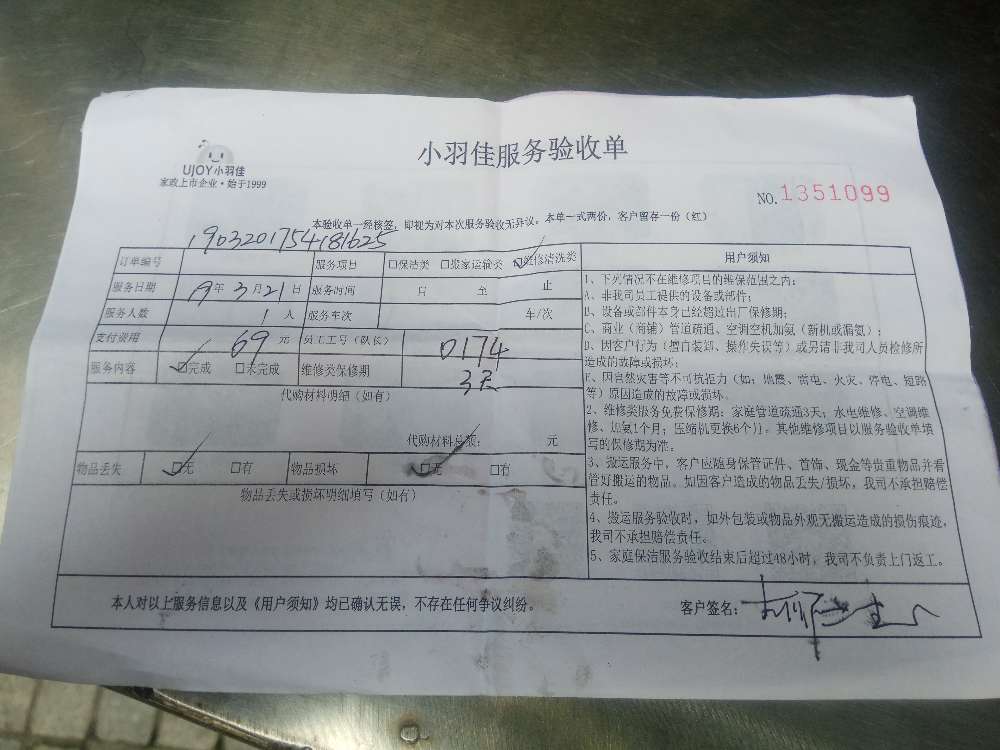 小羽佳服务验收单
UJOY小羽佳
家政上市企业·始于1999
NO.1351099
本验收单一经核签，即视为对本次服务验收无异议，本单一式两份，客户留存一份（红）
1903201754181625
订单编号 服务项目 □保洁类 □搬家运输类 ☑维修清洗类
服务日期 19年3月21日 服务时间 日 至 止
服务人数 1人 服务车次 车/次
支付费用 69元 员工工号（队长） 0174
服务内容 ☑完成 □未完成 维修类保修期 3天
代购材料明细（如有）
代购材料总额： 元
物品丢失 ☑无 □有 物品损坏 ☑无 □有
物品丢失或损坏明细填写（如有）
用户须知
1、下列情况不在维修项目的维保范围之内：
A、非我司员工提供的设备或部件；
B、设备或部件本身已经超过出厂保修期；
C、商业（商铺）管道疏通、空调空机加氨（新机或漏氨）；
D、因客户行为（擅自装卸、操作失误等）或另请非我司人员检修所
造成的故障或损坏；
E、因自然灾害等不可抗拒力（如：地震、雷电、火灾、停电、短路
等）原因造成的故障或损坏。
2、维修类服务免费保修期：家庭管道疏通3天；水电维修、空调维
修、加氨1个月；压缩机更换6个月。其他维修项目以服务验收单填
写的保修期为准。
3、搬运服务中，客户应随身保管证件、首饰、现金等贵重物品并看
管好搬运的物品。如因客户造成的物品丢失/损坏，我司不承担赔偿
责任。
4、搬运服务验收时，如外包装或物品外观无搬运造成的损伤痕迹，
我司不承担赔偿责任。
5、家庭保洁服务验收结束后超过48小时，我司不负责上门返工。
本人对以上服务信息以及《用户须知》均已确认无误，不存在任何争议纠纷。 客户签名：